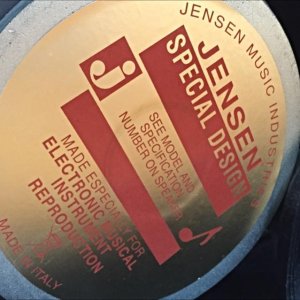 JENSEN MUSIC INDUSTRIES
JENSEN
SPECIAL DESIGN
J
SEE MODEL AND
SPECIFICATION
NUMBER ON SPEAKER
MADE ESPECIALLY FOR
ELECTRONIC MUSICAL
INSTRUMENT
REPRODUCTION
MADE IN ITALY